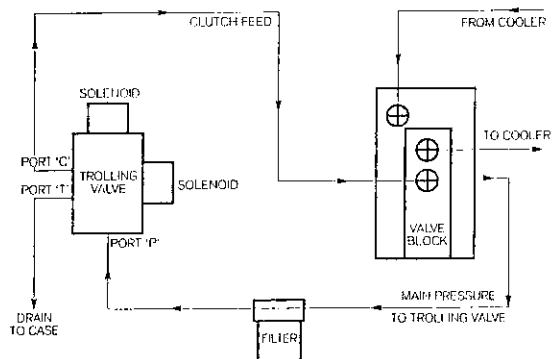 CLUTCH FEED
FROM COOLER
SOLENOID
TO COOLER
PORT 'C'
TROLLING
VALVE
PORT 'T'
SOLENOID
PORT 'P'
VALVE
BLOCK
MAIN PRESSURE
TO TROLLING VALVE
DRAIN
TO CASE
FILTER